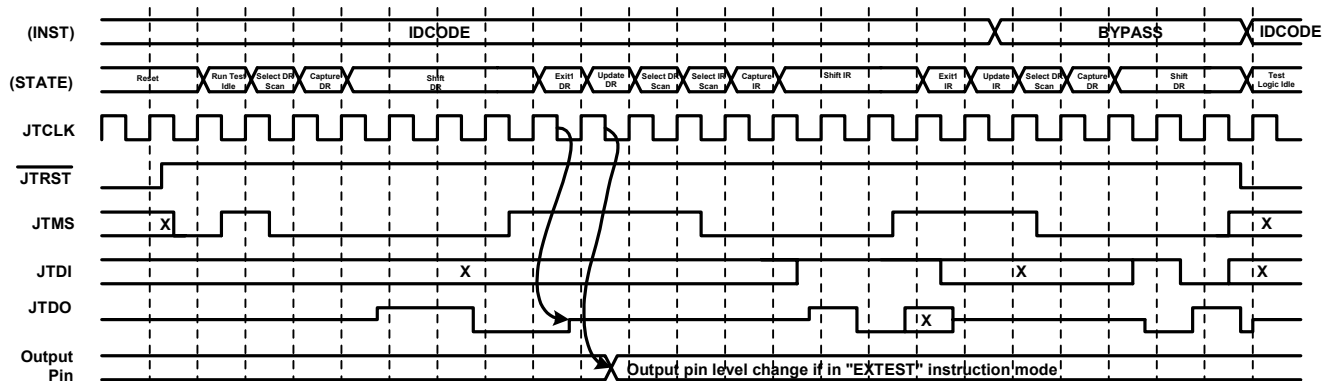 (INST)
IDCODE
BYPASS
IDCODE
(STATE)
Reset
Run Test
Idle
Select DR
Scan
Capture
DR
Shift
DR
Exit1
DR
Update
DR
Select DR
Scan
Select IR
Scan
Capture
IR
Shift IR
Exit1
IR
Update
IR
Select DR
Scan
Capture
DR
Shift
DR
Test
Logic Idle
JTCLK
JTRST
JTMS
X
X
JTDI
X
X
X
JTDO
X
Output
Pin
Output pin level change if in "EXTEST" instruction mode